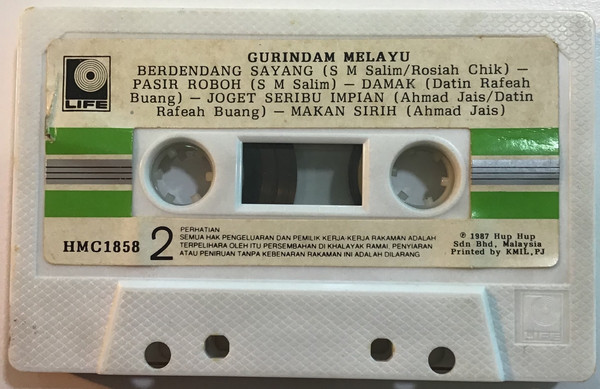 GURINDAM MELAYU
BERDENDANG SAYANG (S M Salim/Rosiah Chik) —
PASIR ROBOH (S M Salim) — DAMAK (Datin Rafeah
Buang) — JOGET SERIBU IMPIAN (Ahmad Jais/Datin
Rafeah Buang) — MAKAN SIRIH (Ahmad Jais)
LIFE
HMC1858
2
PERHATIAN
SEMUA HAK PENGELUARAN DAN PEMILIK KERJA-KERJA RAKAMAN ADALAH
TERPELIHARA OLEH ITU PERSEMBAHAN DI KHALAYAK RAMAI, PENYIARAN
ATAU PENIRUAN TANPA KEBENARAN RAKAMAN INI ADALAH DILARANG
℗ 1987 Hup Hup
Sdn Bhd, Malaysia
Printed by KMIL,PJ
LIFE